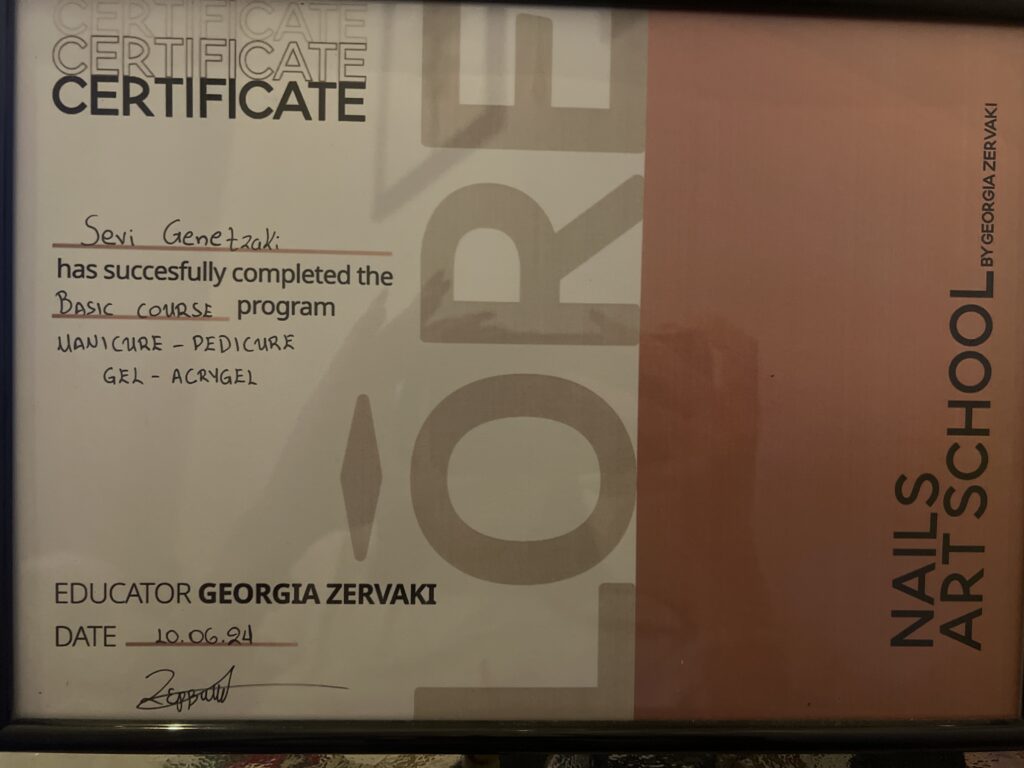 CERTIFICATE
CERTIFICATE
CERTIFICATE
Sevi Genetzaki
has succesfully completed the
BASIC COURSE program
MANICURE - PEDICURE
GEL - ACRYGEL
EDUCATOR GEORGIA ZERVAKI
DATE 10.06.24
LÔRE
NAILS
ART SCHOOL BY GEORGIA ZERVAKI